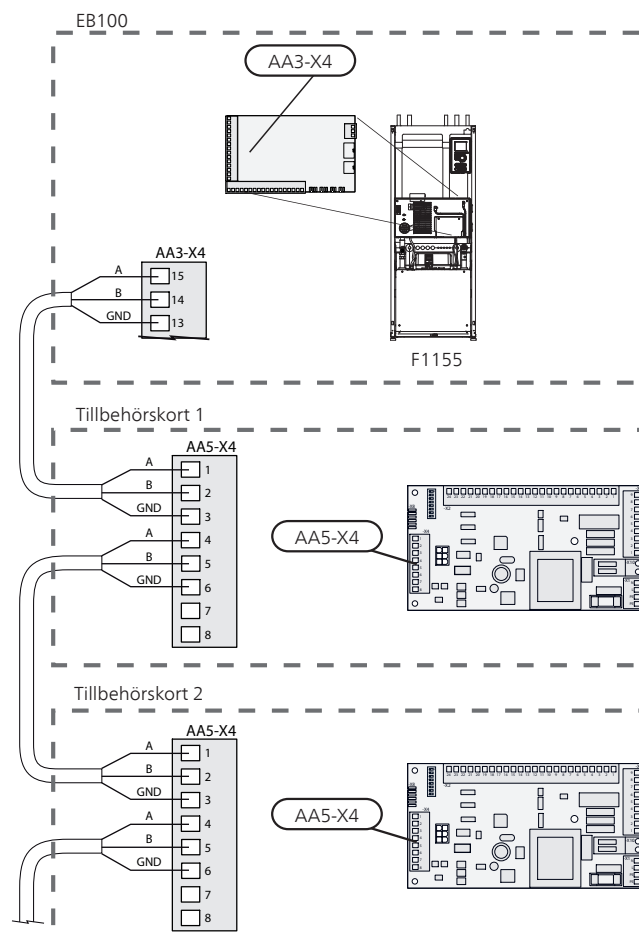 EB100
AA3-X4
AA3-X4
A 15
B 14
GND 13
F1155
Tillbehörskort 1
AA5-X4
A 1
B 2
GND 3
A 4
B 5
GND 6
7
8
AA5-X4
Tillbehörskort 2
AA5-X4
A 1
B 2
GND 3
A 4
B 5
GND 6
7
8
AA5-X4